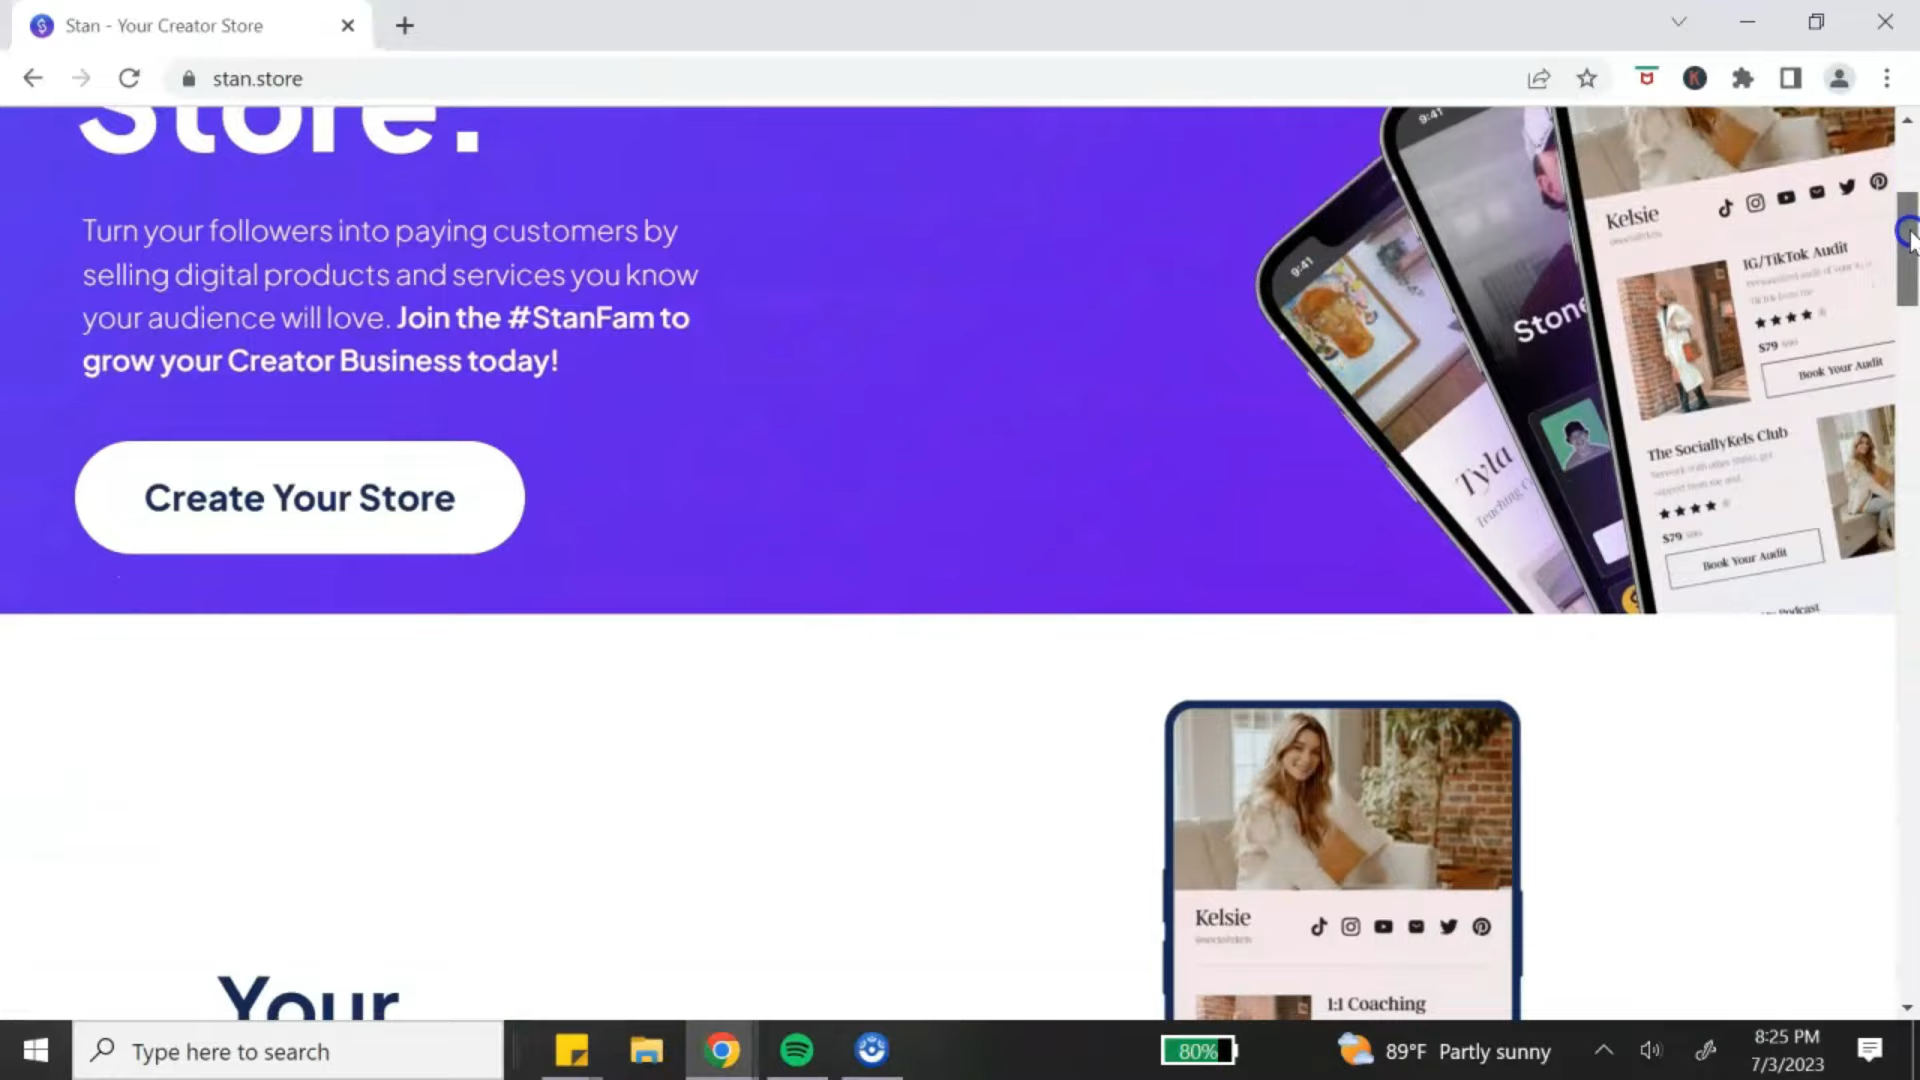 Stan - Your Creator Store
stan.store
Store.
Turn your followers into paying customers by
selling digital products and services you know
your audience will love. Join the #StanFam to
grow your Creator Business today!
Create Your Store
9:41
9:41
Kelsie
IG/TikTok Audit
$79
Book Your Audit
Stone
The SociallyKels Club
$79
Book Your Audit
Tyla
Teaching
Podcast
Kelsie
1:1 Coaching
Your
Type here to search
80%
89°F Partly sunny
8:25 PM
7/3/2023